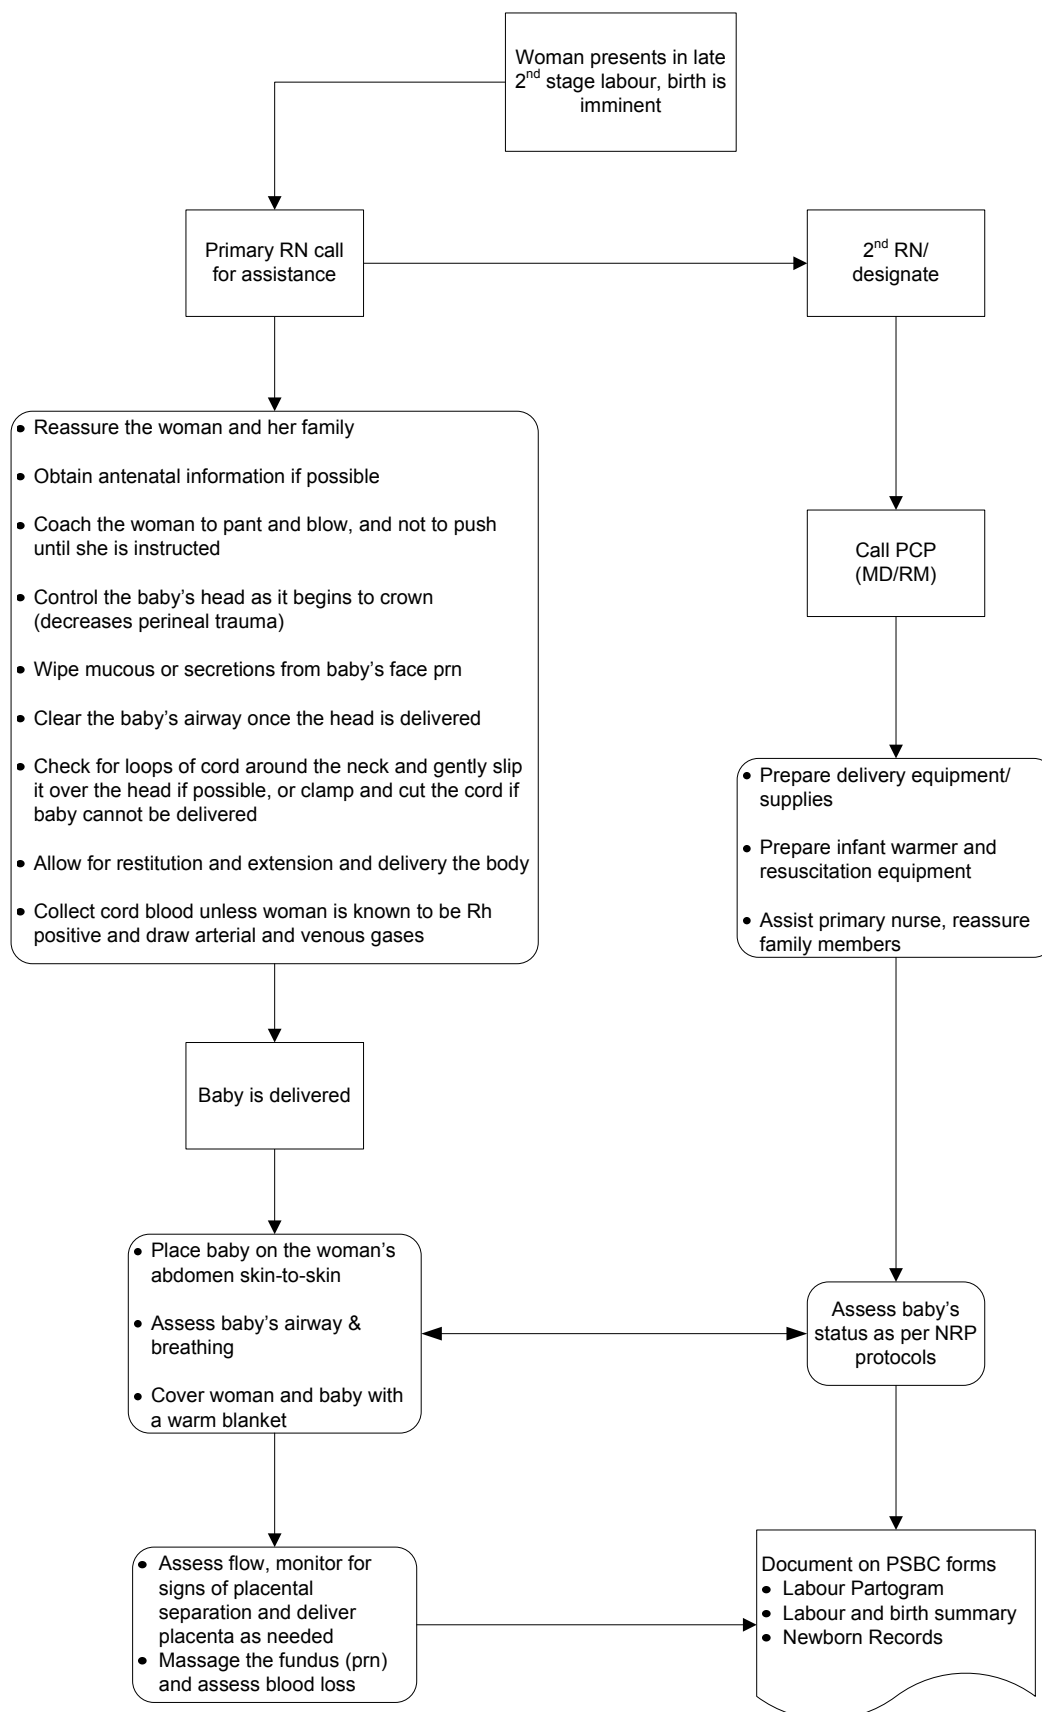 Woman presents in late
2nd stage labour, birth is
imminent
Primary RN call
for assistance
2nd RN/
designate
• Reassure the woman and her family
• Obtain antenatal information if possible
• Coach the woman to pant and blow, and not to push
until she is instructed
• Control the baby’s head as it begins to crown
(decreases perineal trauma)
• Wipe mucous or secretions from baby’s face prn
• Clear the baby’s airway once the head is delivered
• Check for loops of cord around the neck and gently slip
it over the head if possible, or clamp and cut the cord if
baby cannot be delivered
• Allow for restitution and extension and delivery the body
• Collect cord blood unless woman is known to be Rh
positive and draw arterial and venous gases
Call PCP
(MD/RM)
• Prepare delivery equipment/
supplies
• Prepare infant warmer and
resuscitation equipment
• Assist primary nurse, reassure
family members
Baby is delivered
• Place baby on the woman’s
abdomen skin-to-skin
• Assess baby’s airway &
breathing
• Cover woman and baby with
a warm blanket
Assess baby’s
status as per NRP
protocols
• Assess flow, monitor for
signs of placental
separation and deliver
placenta as needed
• Massage the fundus (prn)
and assess blood loss
Document on PSBC forms
• Labour Partogram
• Labour and birth summary
• Newborn Records